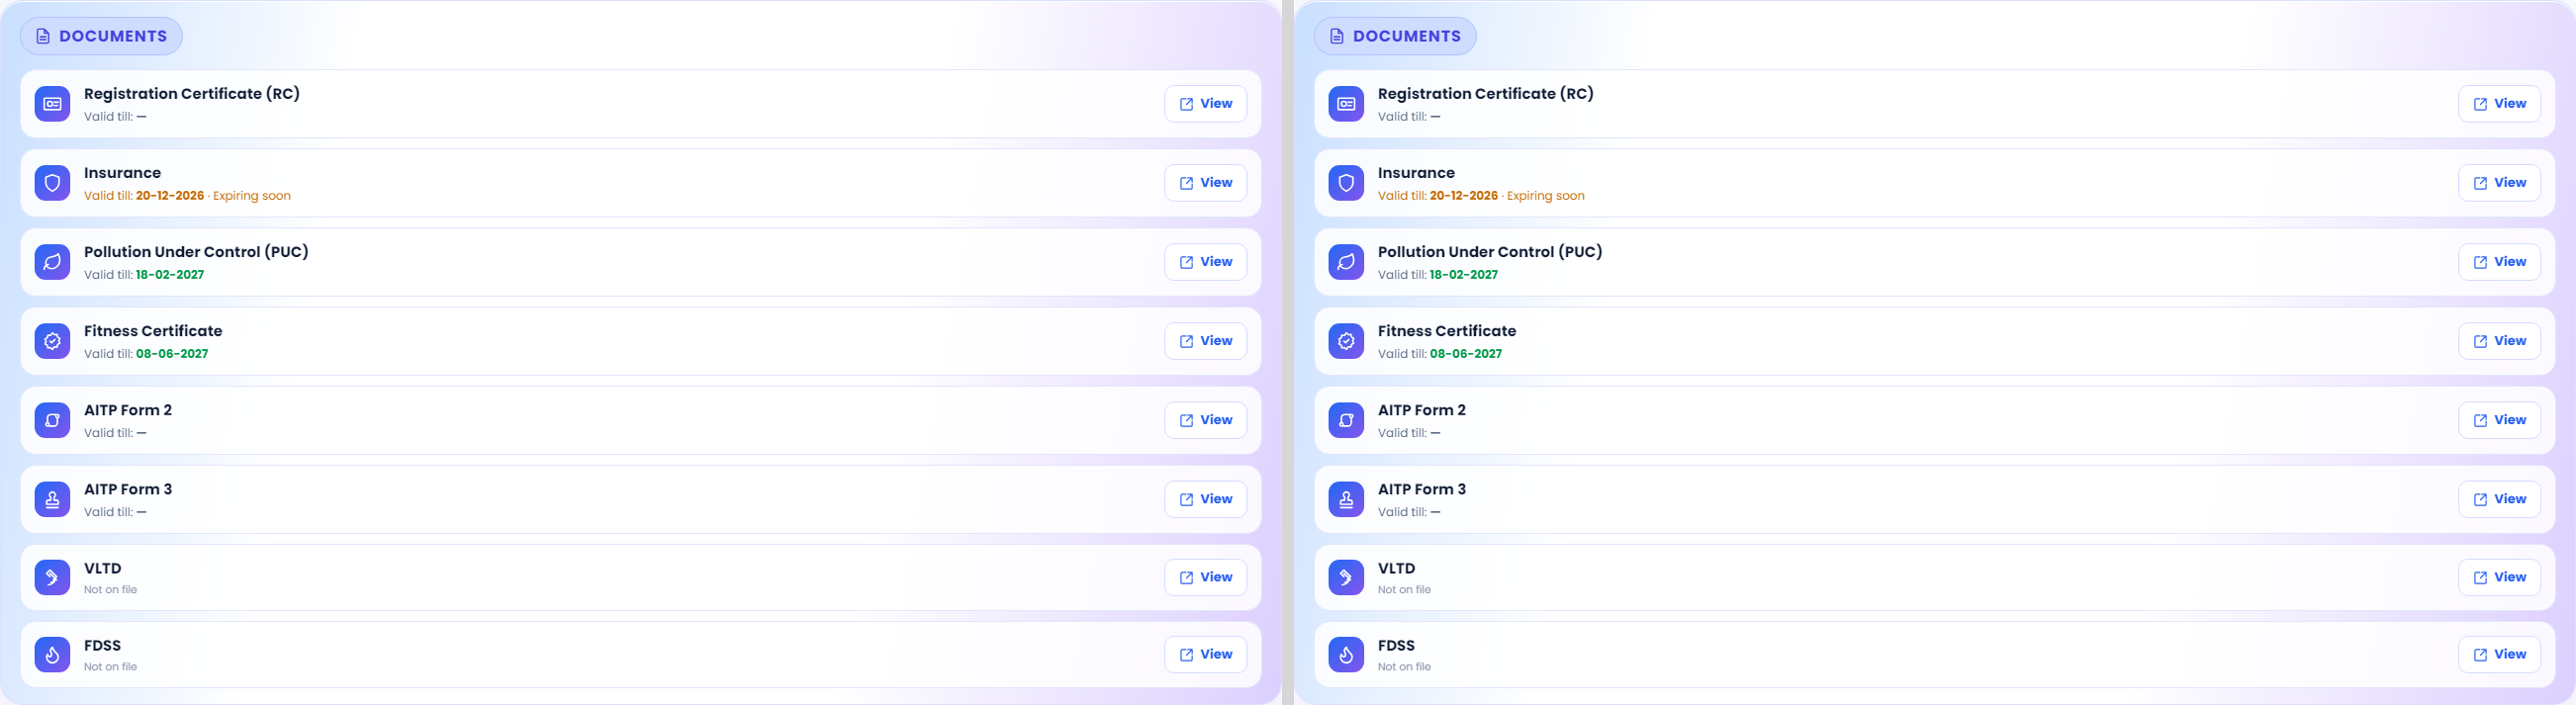 DOCUMENTS
Registration Certificate (RC)
Valid till: —
View
Insurance
Valid till: 20-12-2026 · Expiring soon
View
Pollution Under Control (PUC)
Valid till: 18-02-2027
View
Fitness Certificate
Valid till: 08-06-2027
View
AITP Form 2
Valid till: —
View
AITP Form 3
Valid till: —
View
VLTD
Not on file
View
FDSS
Not on file
View
DOCUMENTS
Registration Certificate (RC)
Valid till: —
View
Insurance
Valid till: 20-12-2026 · Expiring soon
View
Pollution Under Control (PUC)
Valid till: 18-02-2027
View
Fitness Certificate
Valid till: 08-06-2027
View
AITP Form 2
Valid till: —
View
AITP Form 3
Valid till: —
View
VLTD
Not on file
View
FDSS
Not on file
View